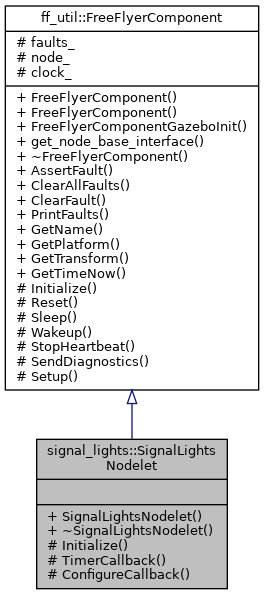 ff_util::FreeFlyerComponent
# faults_
# node_
# clock_
+ FreeFlyerComponent()
+ FreeFlyerComponent()
+ FreeFlyerComponentGazeboInit()
+ get_node_base_interface()
+ ~FreeFlyerComponent()
+ AssertFault()
+ ClearAllFaults()
+ ClearFault()
+ PrintFaults()
+ GetName()
+ GetPlatform()
+ GetTransform()
+ GetTimeNow()
# Initialize()
# Reset()
# Sleep()
# Wakeup()
# StopHeartbeat()
# SendDiagnostics()
# Setup()
signal_lights::SignalLights
Nodelet
+ SignalLightsNodelet()
+ ~SignalLightsNodelet()
# Initialize()
# TimerCallback()
# ConfigureCallback()